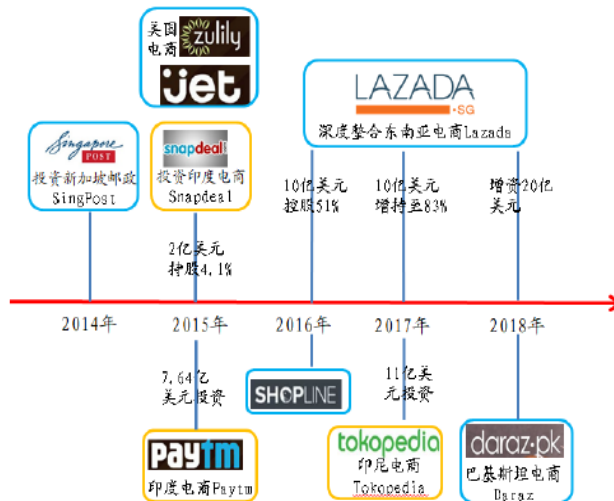 美国
电商
zulily
jet
Singapore
POST
投资新加坡邮政
SingPost
snapdeal
投资印度电商
Snapdeal
LAZADA
.SG
深度整合东南亚电商Lazada
2亿美元
持股4.1%
10亿美元
控股51%
10亿美元
增持至83%
增资20亿
美元
2014年
2015年
2016年
2017年
2018年
7.64亿
美元投资
paytm
印度电商Paytm
SHOPLINE
11亿美
元投资
tokopedia
印尼电商
Tokopedia
daraz.pk
巴基斯坦电商
Daraz